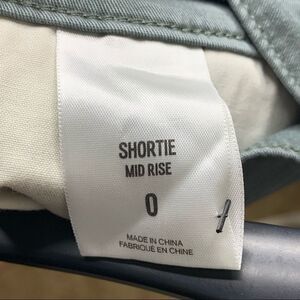 SHORTIE
MID RISE
0
MADE IN CHINA
FABRIQUÉ EN CHINE